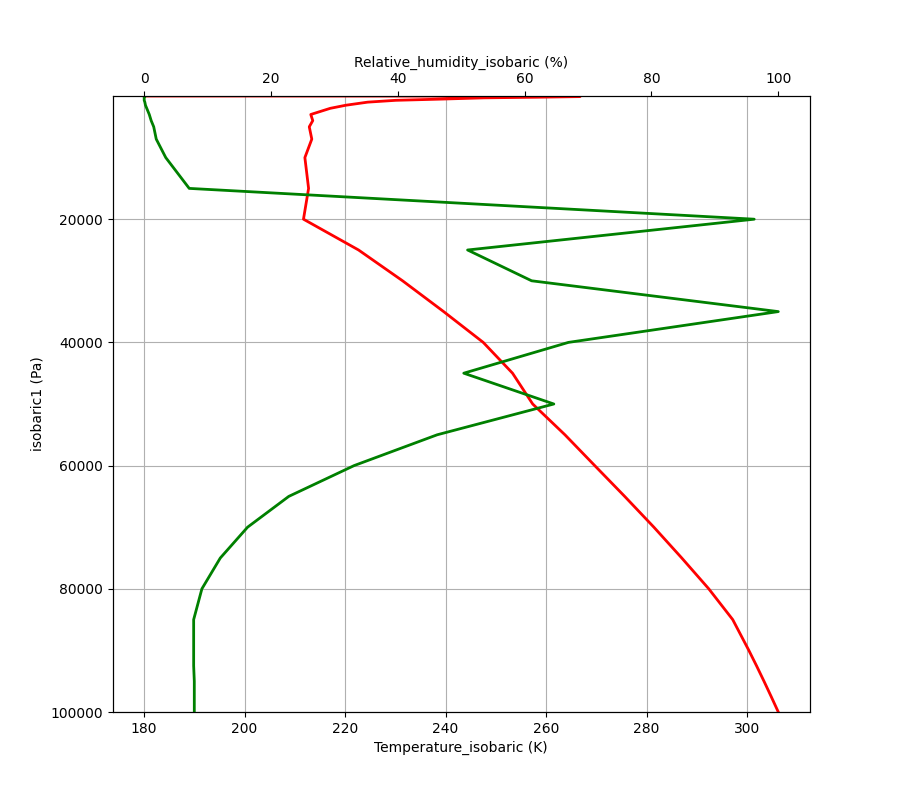 Relative_humidity_isobaric (%)
0 20 40 60 80 100
isobaric1 (Pa)
20000
40000
60000
80000
100000
180 200 220 240 260 280 300
Temperature_isobaric (K)